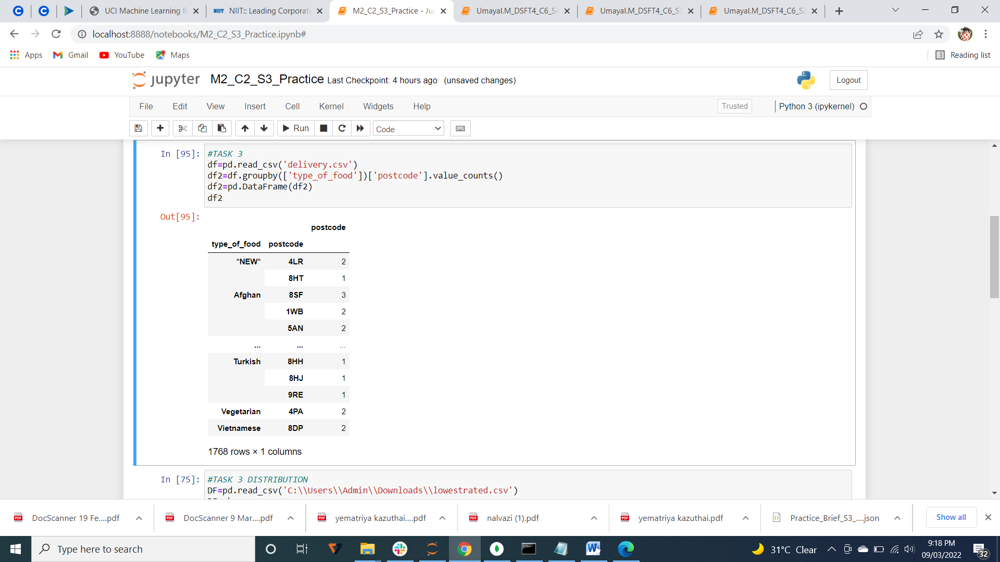 UCI Machine Learning R
NIIT:: Leading Corporate
M2_C2_S3_Practice - Ju
Umayal.M_DSFT4_C6_S4
Umayal.M_DSFT4_C6_S3
Umayal.M_DSFT4_C6_S2
localhost:8888/notebooks/M2_C2_S3_Practice.ipynb#
Apps
Gmail
YouTube
Maps
Reading list
jupyter
M2_C2_S3_Practice Last Checkpoint: 4 hours ago (unsaved changes)
Logout
File
Edit
View
Insert
Cell
Kernel
Widgets
Help
Trusted
Python 3 (ipykernel)
Run
Code
In [95]:
#TASK 3
df=pd.read_csv('delivery.csv')
df2=df.groupby(['type_of_food'])['postcode'].value_counts()
df2=pd.DataFrame(df2)
df2
Out[95]:
postcode
type_of_food postcode
*NEW* 4LR 2
8HT 1
Afghan 8SF 3
1WB 2
5AN 2
... ... ...
Turkish 8HH 1
8HJ 1
9RE 1
Vegetarian 4PA 2
Vietnamese 8DP 2
1768 rows × 1 columns
In [75]:
#TASK 3 DISTRIBUTION
DF=pd.read_csv('C:\\Users\\Admin\\Downloads\\lowestrated.csv')
DocScanner 19 Fe....pdf
DocScanner 9 Mar....pdf
yematriya kazuthai....pdf
nalvazi (1).pdf
yematriya kazuthai.pdf
Practice_Brief_S3_....json
Show all
Type here to search
31°C Clear
9:18 PM
09/03/2022
32